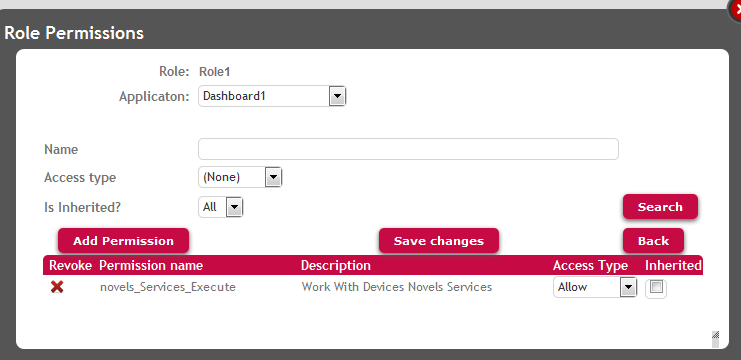 Role Permissions
Role: Role1
Applicaton: Dashboard1
Name
Access type (None)
Is Inherited? All Search
Add Permission Save changes Back
Revoke Permission name Description Access Type Inherited
novels_Services_Execute Work With Devices Novels Services Allow